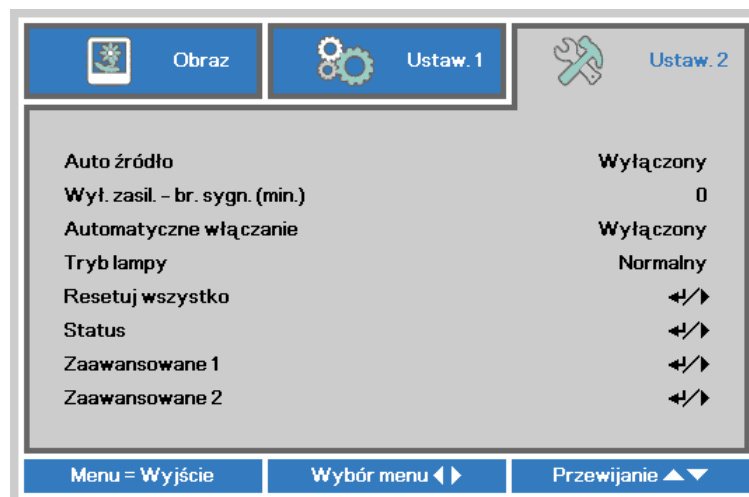 Obraz
Ustaw. 1
Ustaw. 2
Auto źródło Wyłączony
Wył. zasil. – br. sygn. (min.) 0
Automatyczne włączanie Wyłączony
Tryb lampy Normalny
Resetuj wszystko ↵/▶
Status ↵/▶
Zaawansowane 1 ↵/▶
Zaawansowane 2 ↵/▶
Menu = Wyjście
Wybór menu ◀▶
Przewijanie ▲▼